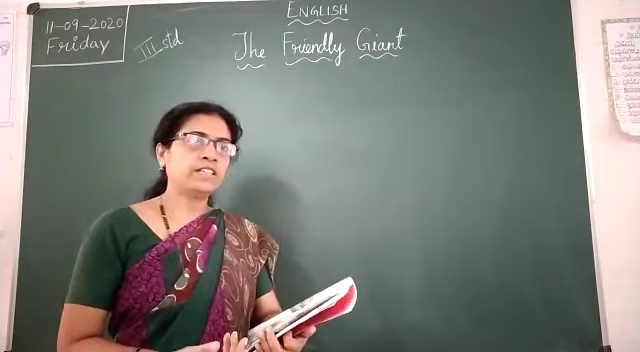 11-09-2020
Friday
III std
ENGLISH
The Friendly Giant